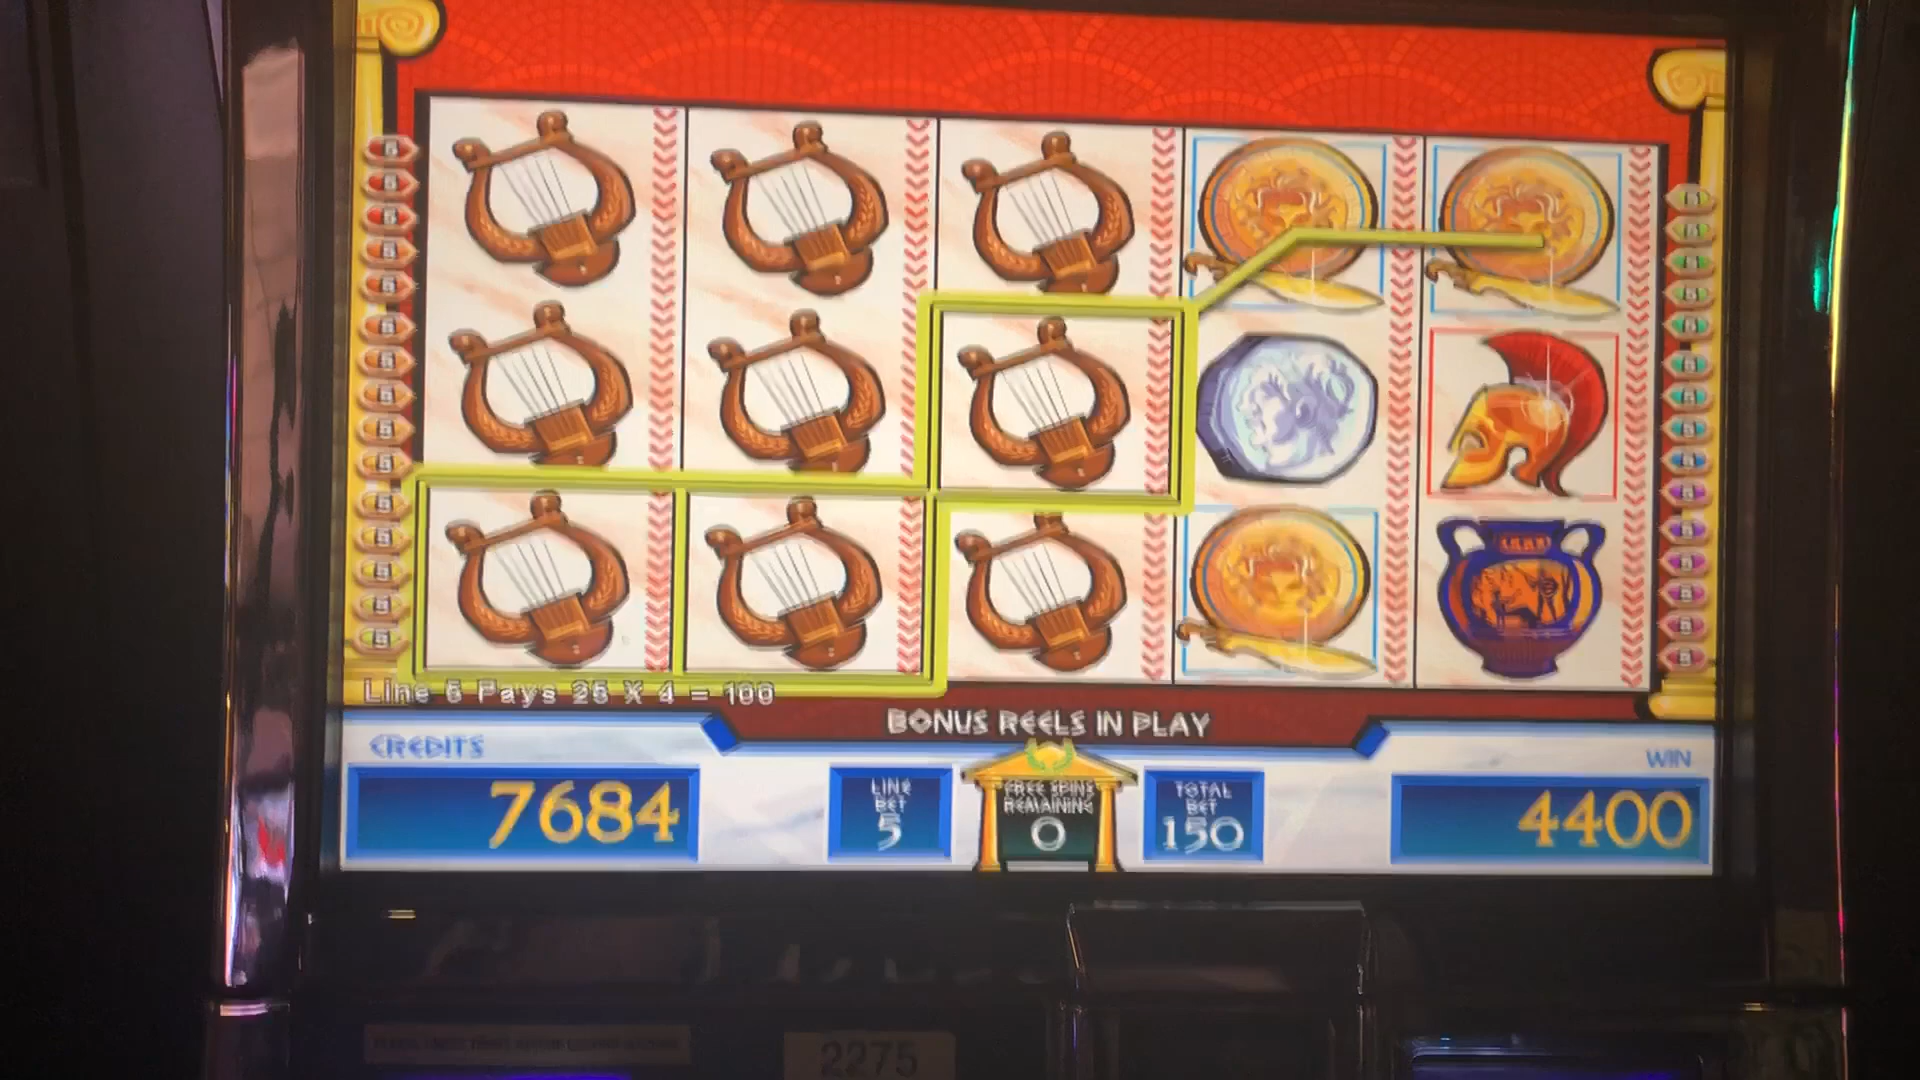 Line 5 Pays 25 X 4 = 100
BONUS REELS IN PLAY
CREDITS
7684
LINE
BET
5
FREE SPINS
REMAINING
0
TOTAL
BET
150
WIN
4400
2275